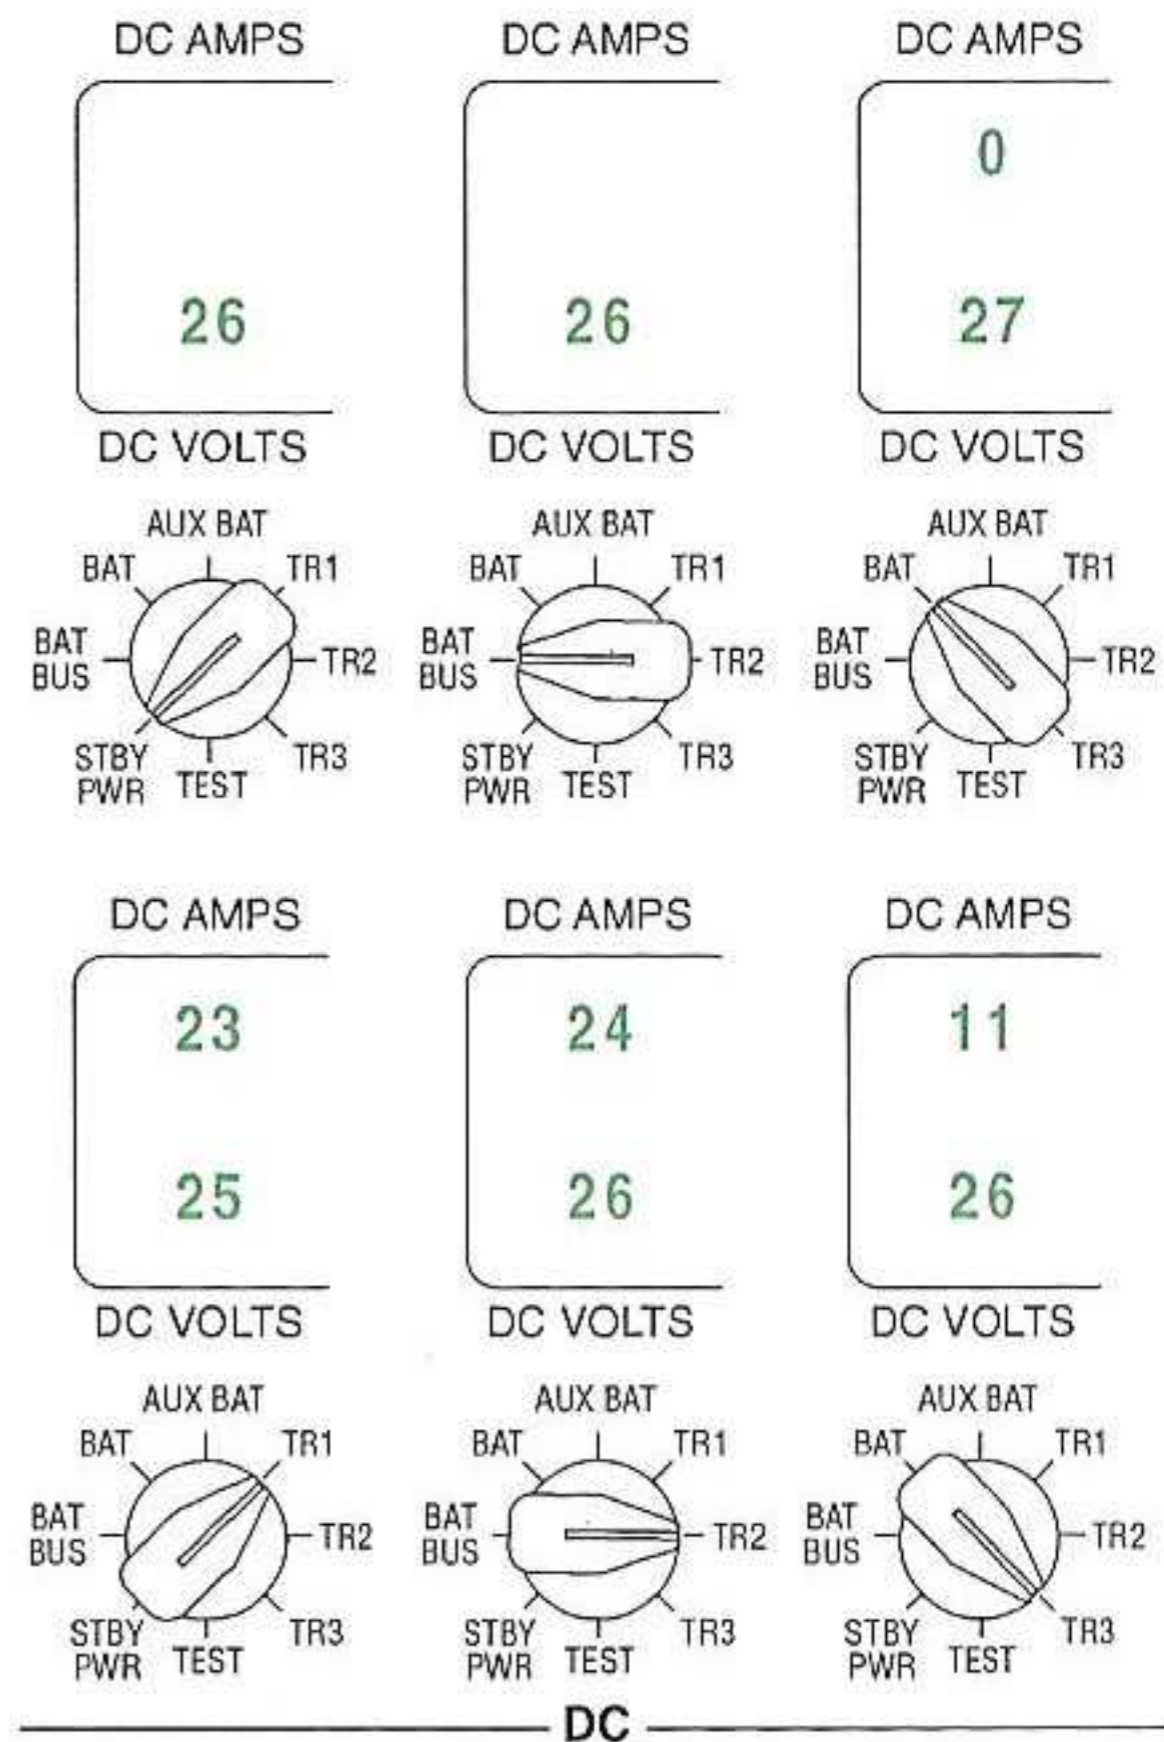 DC AMPS DC AMPS DC AMPS
0
26 26 27
DC VOLTS DC VOLTS DC VOLTS
AUX BAT AUX BAT AUX BAT
BAT TR1 BAT TR1 BAT TR1
BAT BUS TR2 BAT BUS TR2 BAT BUS TR2
STBY PWR TEST TR3 STBY PWR TEST TR3 STBY PWR TEST TR3
DC AMPS DC AMPS DC AMPS
23 24 11
25 26 26
DC VOLTS DC VOLTS DC VOLTS
AUX BAT AUX BAT AUX BAT
BAT TR1 BAT TR1 BAT TR1
BAT BUS TR2 BAT BUS TR2 BAT BUS TR2
STBY PWR TEST TR3 STBY PWR TEST TR3 STBY PWR TEST TR3
DC